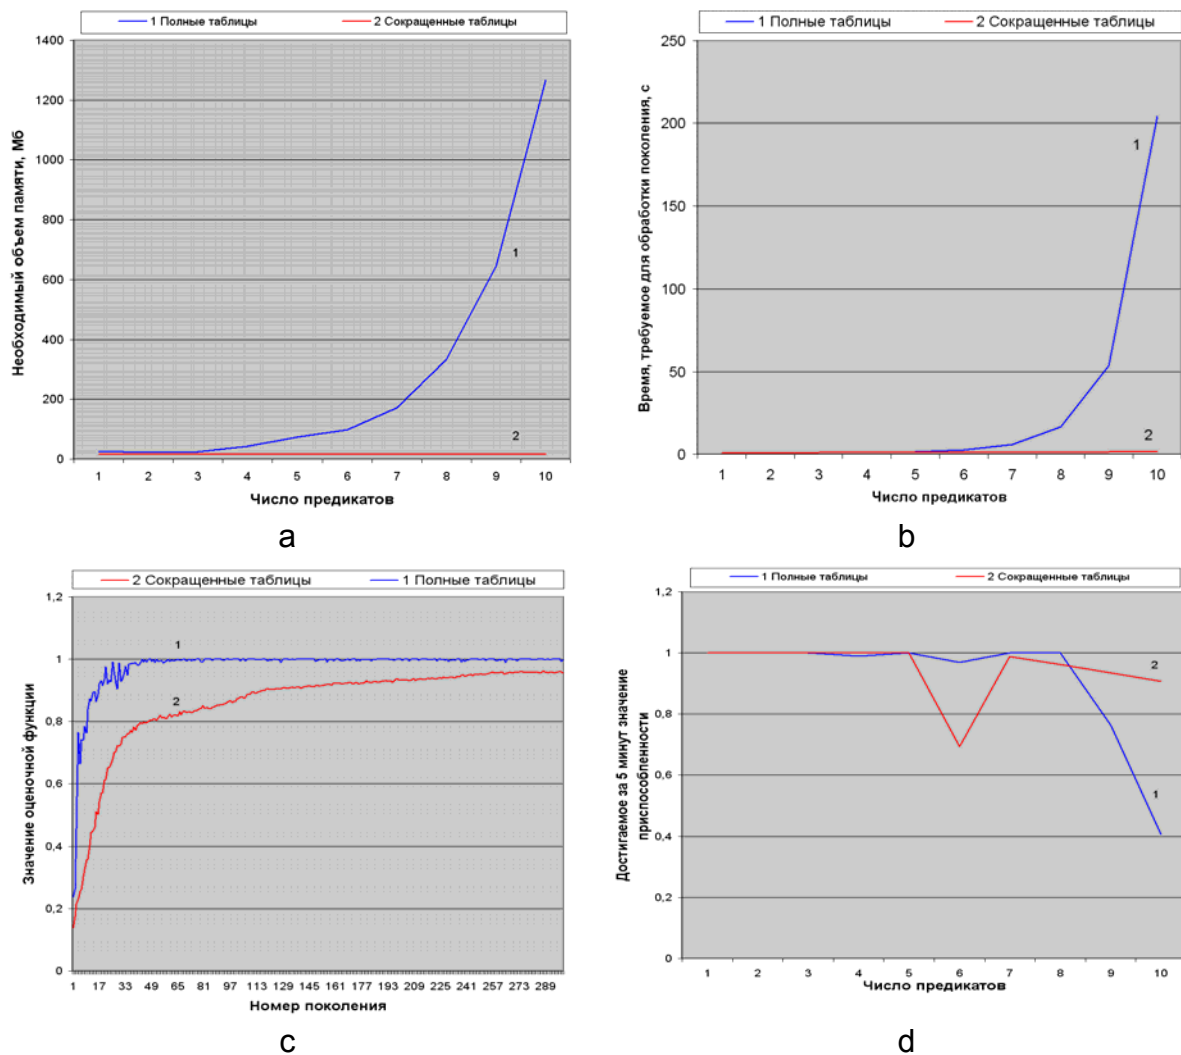 1 Полные таблицы 2 Сокращенные таблицы
1400
1200
1000
800
600
400
200
0
Необходимый объем памяти, Мб
1
2
1 2 3 4 5 6 7 8 9 10
Число предикатов
a
1 Полные таблицы 2 Сокращенные таблицы
250
200
150
100
50
0
Время, требуемое для обработки поколения, с
1
2
1 2 3 4 5 6 7 8 9 10
Число предикатов
b
2 Сокращенные таблицы 1 Полные таблицы
1,2
1
0,8
0,6
0,4
0,2
0
Значение оценочной функции
1
2
1 17 33 49 65 81 97 113 129 145 161 177 193 209 225 241 257 273 289
Номер поколения
c
1 Полные таблицы 2 Сокращенные таблицы
1,2
1
0,8
0,6
0,4
0,2
0
Достигаемое за 5 минут значение
приспособленности
2
1
1 2 3 4 5 6 7 8 9 10
Число предикатов
d